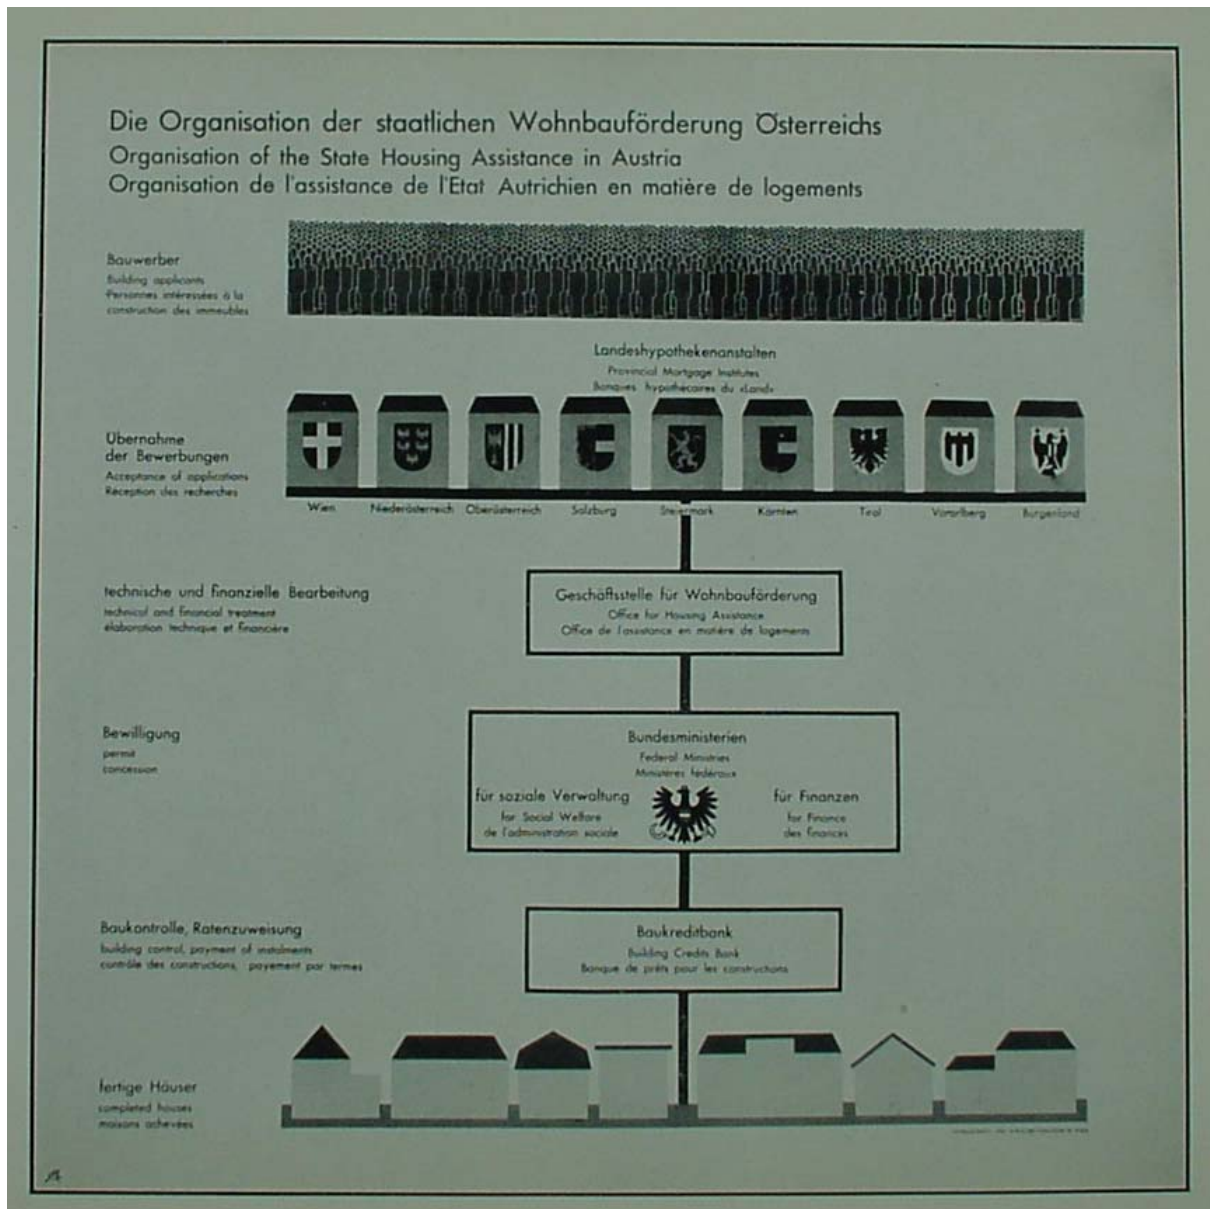 Die Organisation der staatlichen Wohnbauförderung Österreichs
Organisation of the State Housing Assistance in Austria
Organisation de l'assistance de l'Etat Autrichien en matière de logements
Bauwerber
Building applicants
Personnes intéressées à la
construction des immeubles
Landeshypothekenanstalten
Provincial Mortgage Institutes
Banques hypothécaires du «Land»
Übernahme
der Bewerbungen
Acceptance of applications
Réception des recherches
Wien Niederösterreich Oberösterreich Salzburg Steiermark Kärnten Tirol Vorarlberg Burgenland
technische und finanzielle Bearbeitung
technical and financial treatment
élaboration technique et financière
Geschäftsstelle für Wohnbauförderung
Office for Housing Assistance
Office de l'assistance en matière de logements
Bewilligung
permit
concession
Bundesministerien
Federal Ministries
Ministères fédéraux
für soziale Verwaltung
for Social Welfare
de l'administration sociale
für Finanzen
for Finance
des finances
Baukontrolle, Ratenzuweisung
building control, payment of instalments
contrôle des constructions, payement par termes
Baukreditbank
Building Credits Bank
Banque de prêts pour les constructions
fertige Häuser
completed houses
maisons achevées